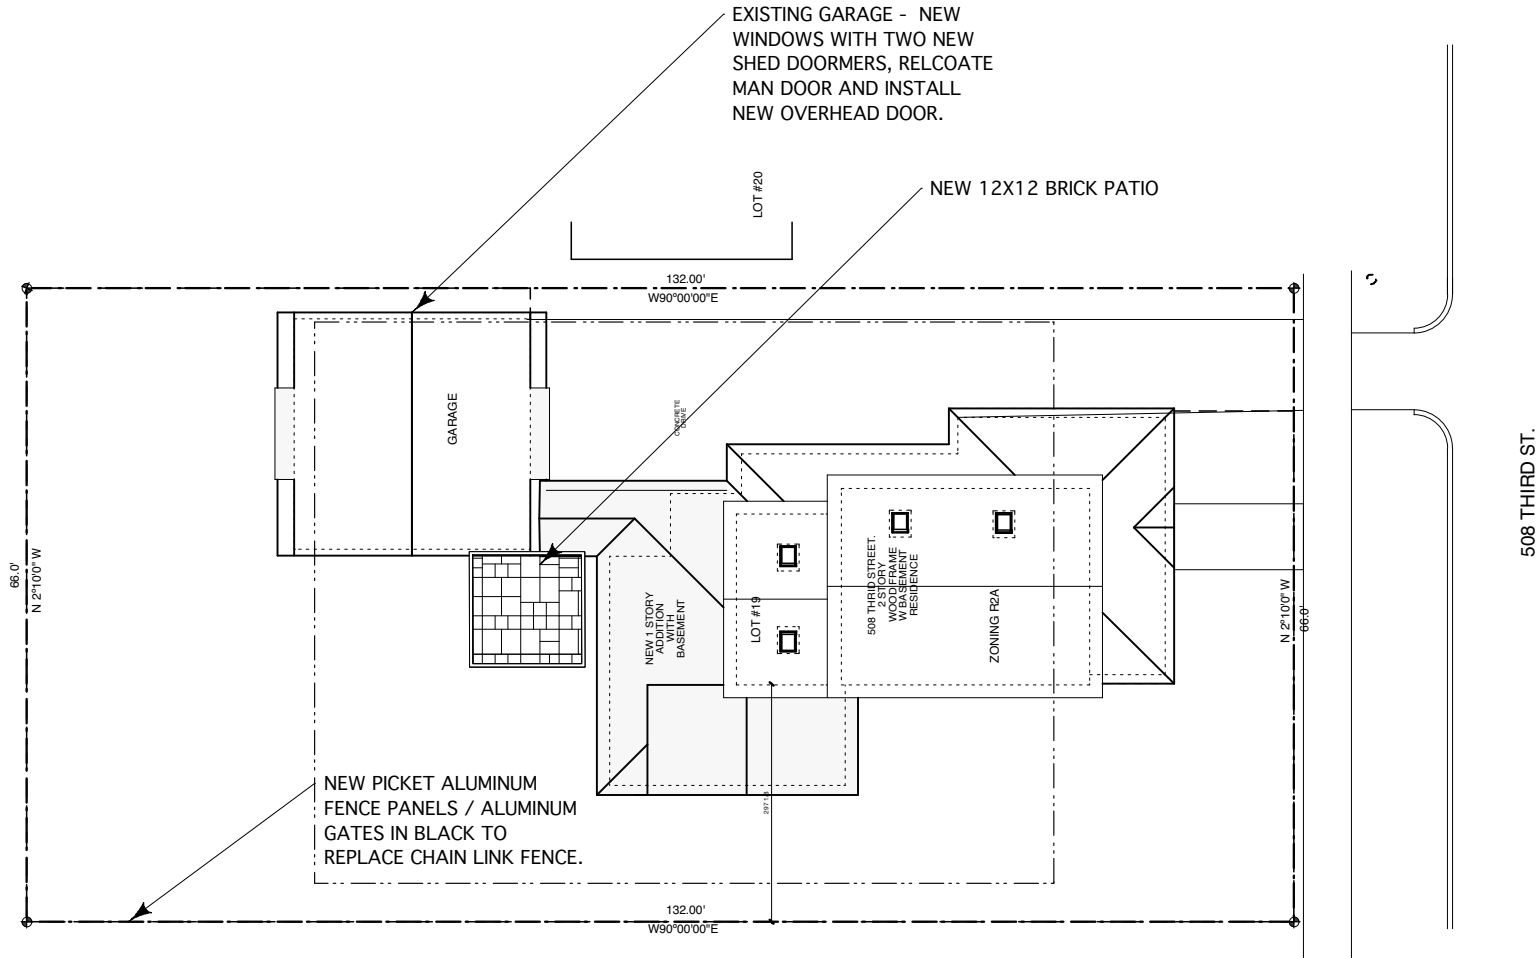 EXISTING GARAGE - NEW
WINDOWS WITH TWO NEW
SHED DOORMERS, RELCOATE
MAN DOOR AND INSTALL
NEW OVERHEAD DOOR.
LOT #20
NEW 12X12 BRICK PATIO
132.00'
W90°00'00"E
GARAGE
CONCRETE
DRIVE
508 THIRD ST.
66.0'
N 2°10'0" W
NEW 1 STORY
ADDITION
WITH
BASEMENT
LOT #19
508 THRID STREET.
2 STORY
WOOD FRAME
W BASEMENT
RESIDENCE
ZONING R2A
N 2°10'0" W
66.0'
NEW PICKET ALUMINUM
FENCE PANELS / ALUMINUM
GATES IN BLACK TO
REPLACE CHAIN LINK FENCE.
132.00'
W90°00'00"E